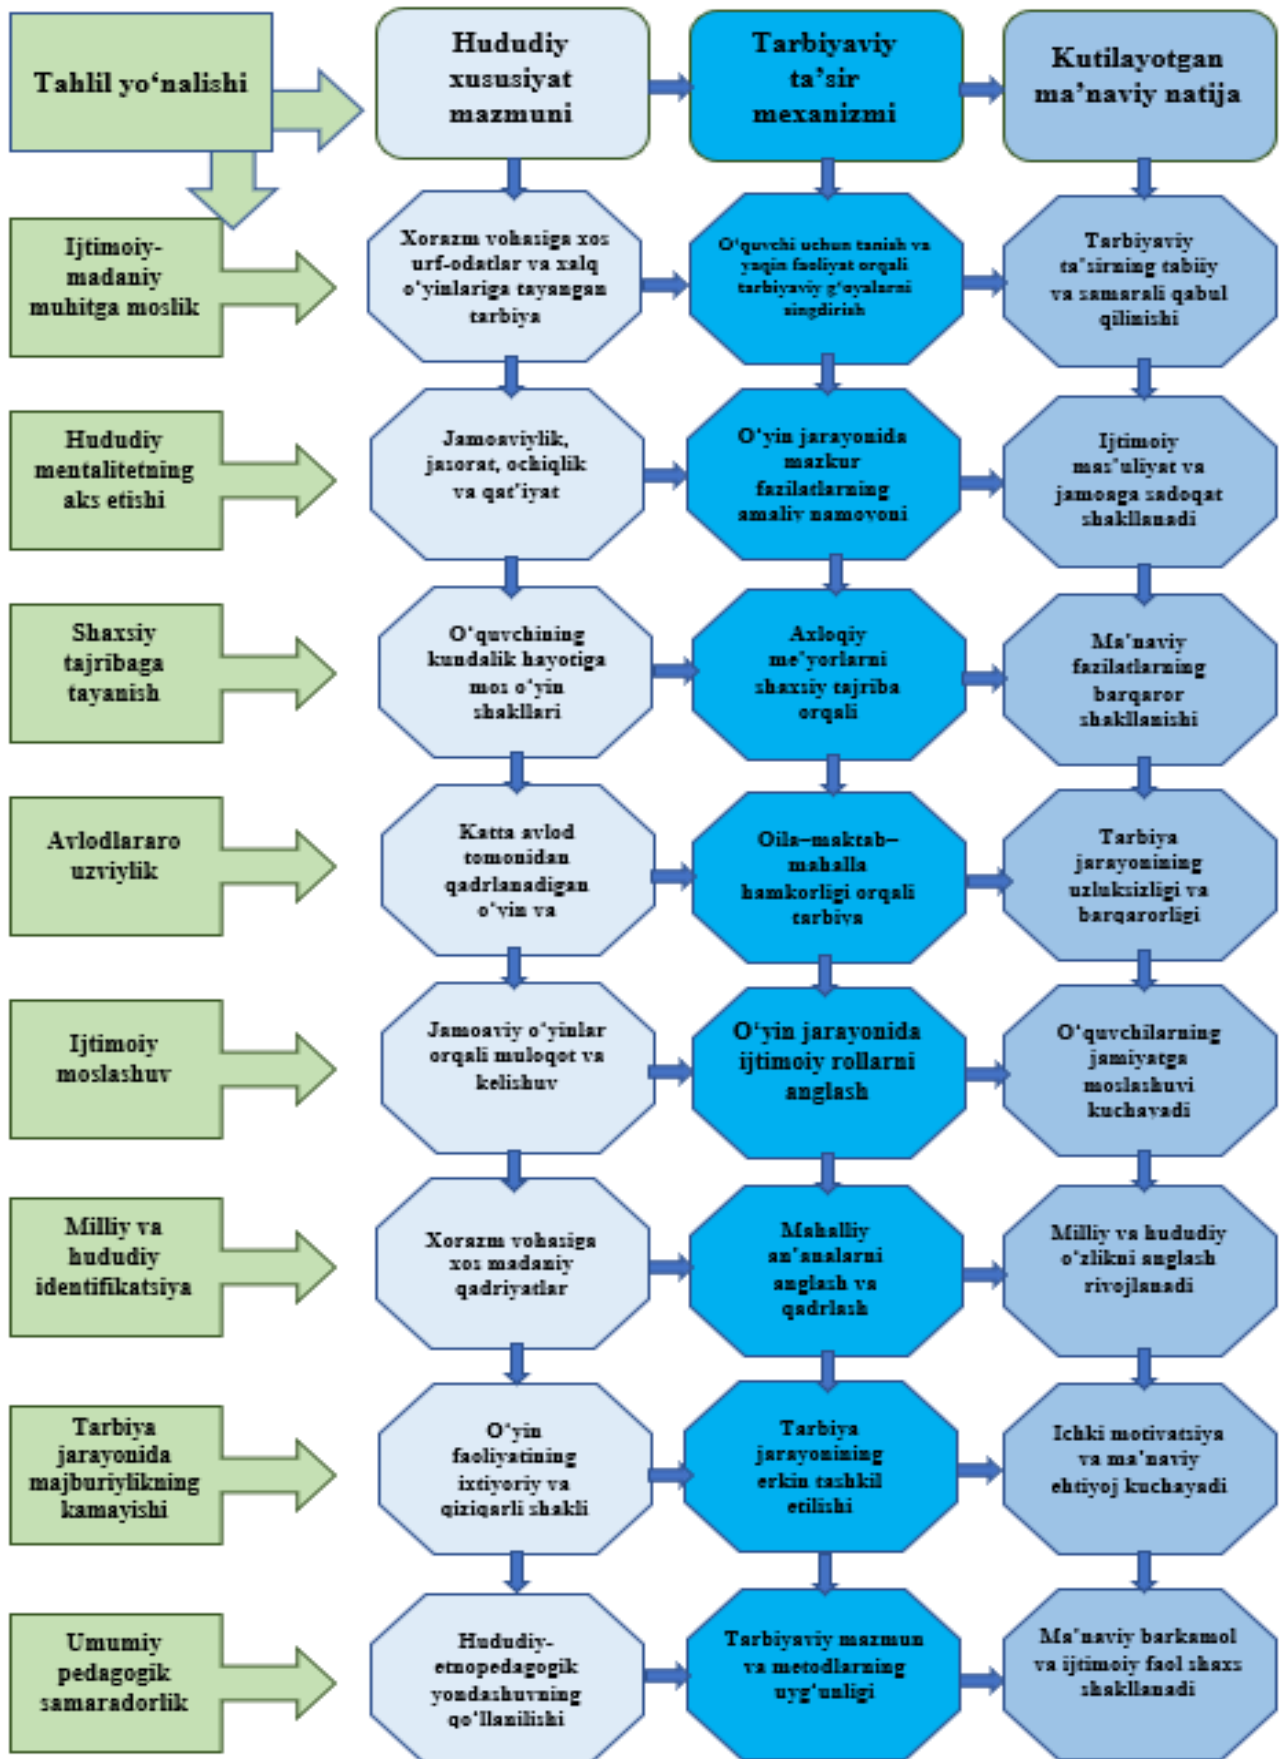 Tahlil yo‘nalishi
Hududiy
xususiyat
mazmuni
Tarbiyaviy
ta’sir
mexanizmi
Kutilayotgan
ma’naviy natija
Ijtimoiy-
madaniy
muhitga moslik
Xorazm vohasiga xos
urf-odatlar va xalq
o‘yinlariga tayangan
tarbiya
O‘quvchi uchun tanish va
yaqin faoliyat orqali
tarbiyaviy g‘oyalarni
singdirish
Tarbiyaviy
ta’sirning tabiiy
va samarali qabul
qilinishi
Hududiy
mentalitetning
aks etishi
Jamoaviylik,
jasorat, ochiqlik
va qat’iyat
O‘yin jarayonida
mazkur
fazilatlarning
amaliy namoyoni
Ijtimoiy
mas’uliyat va
jamoaga sadoqat
shakllanadi
Shaxsiy
tajribaga
tayanish
O‘quvchining
kundalik hayotiga
mos o‘yin
shakllari
Axloqiy
me’yorlarni
shaxsiy tajriba
orqali
Ma’naviy
fazilatlarning
barqaror
shakllanishi
Avlodlararo
uzviylik
Katta avlod
tomonidan
qadrlanadigan
o‘yin va
Oila–maktab–
mahalla
hamkorligi orqali
tarbiya
Tarbiya
jarayonining
uzluksizligi va
barqarorligi
Ijtimoiy
moslashuv
Jamoaviy o‘yinlar
orqali muloqot va
kelishuv
O‘yin jarayonida
ijtimoiy rollarni
anglash
O‘quvchilarning
jamiyatga
moslashuvi
kuchayadi
Milliy va
hududiy
identifikatsiya
Xorazm vohasiga
xos madaniy
qadriyatlar
Mahalliy
an’analarni
anglash va
qadrlash
Milliy va hududiy
o‘zlikni anglash
rivojlanadi
Tarbiya
jarayonida
majburiylikning
kamayishi
O‘yin
faoliyatining
ixtiyoriy va
qiziqarli shakli
Tarbiya
jarayonining
erkin tashkil
etilishi
Ichki motivatsiya
va ma’naviy
ehtiyoj kuchayadi
Umumiy
pedagogik
samaradorlik
Hududiy-
etnopedagogik
yondashuvning
qo‘llanilishi
Tarbiyaviy mazmun
va metodlarning
uyg‘unligi
Ma’naviy barkamol
va ijtimoiy faol shaxs
shakllanadi